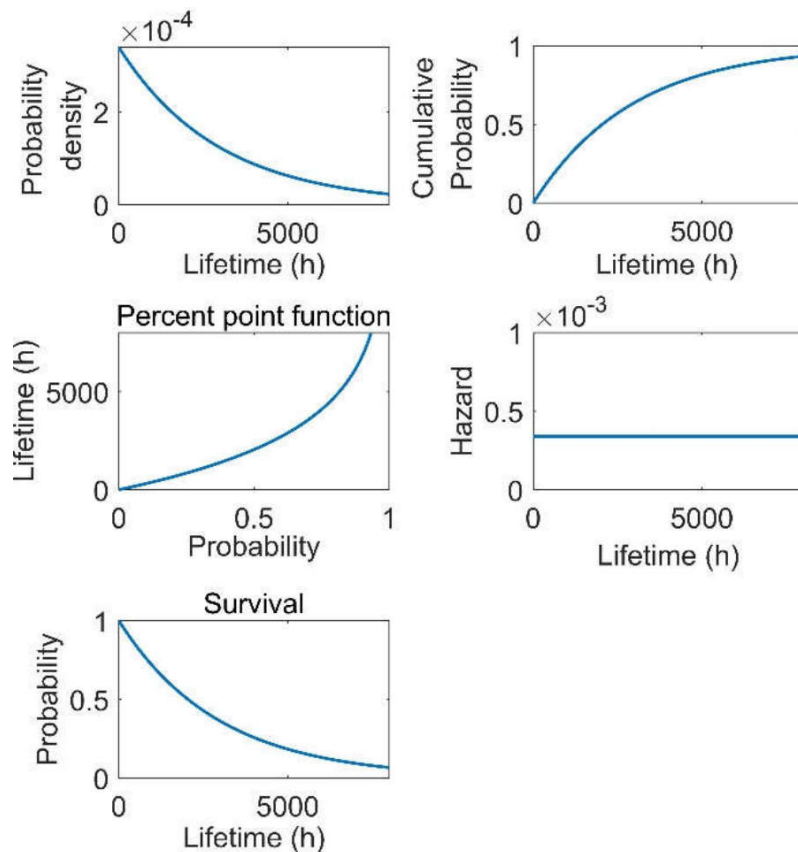 ×10⁻⁴
Probability
density
2
0
0
5000
Lifetime (h)
Cumulative
Probability
1
0.5
0
0
5000
Lifetime (h)
Percent point function
Lifetime (h)
5000
0
0
0.5
1
Probability
×10⁻³
Hazard
1
0.5
0
0
5000
Lifetime (h)
Survival
Probability
1
0.5
0
0
5000
Lifetime (h)